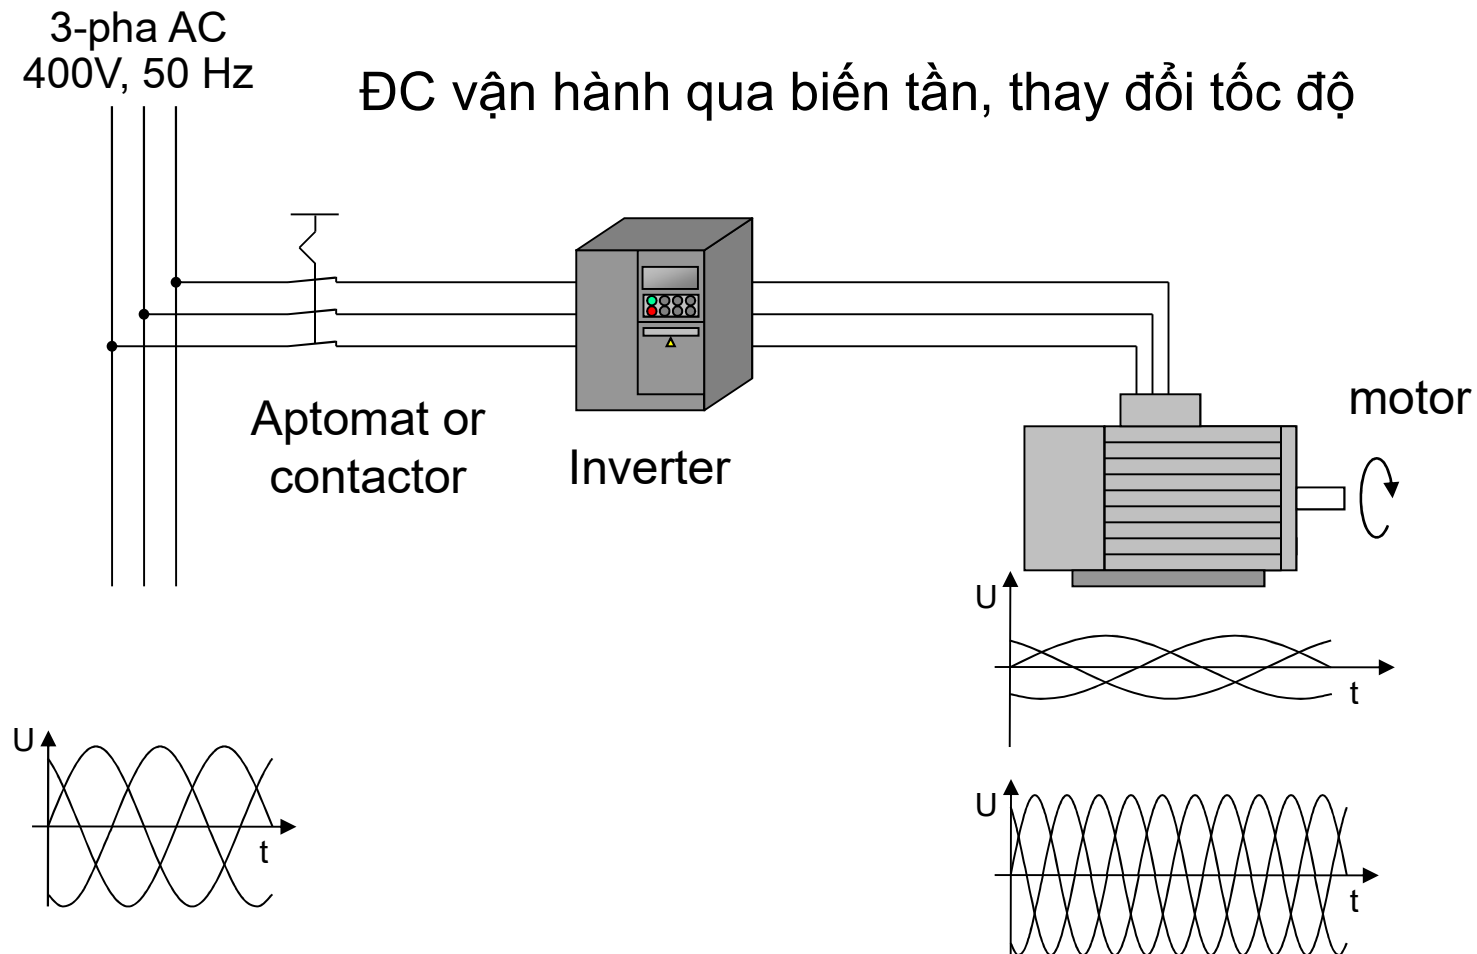 3-pha AC
400V, 50 Hz
ĐC vận hành qua biến tần, thay đổi tốc độ
Aptomat or
contactor
Inverter
motor
U
t
U
t
U
t